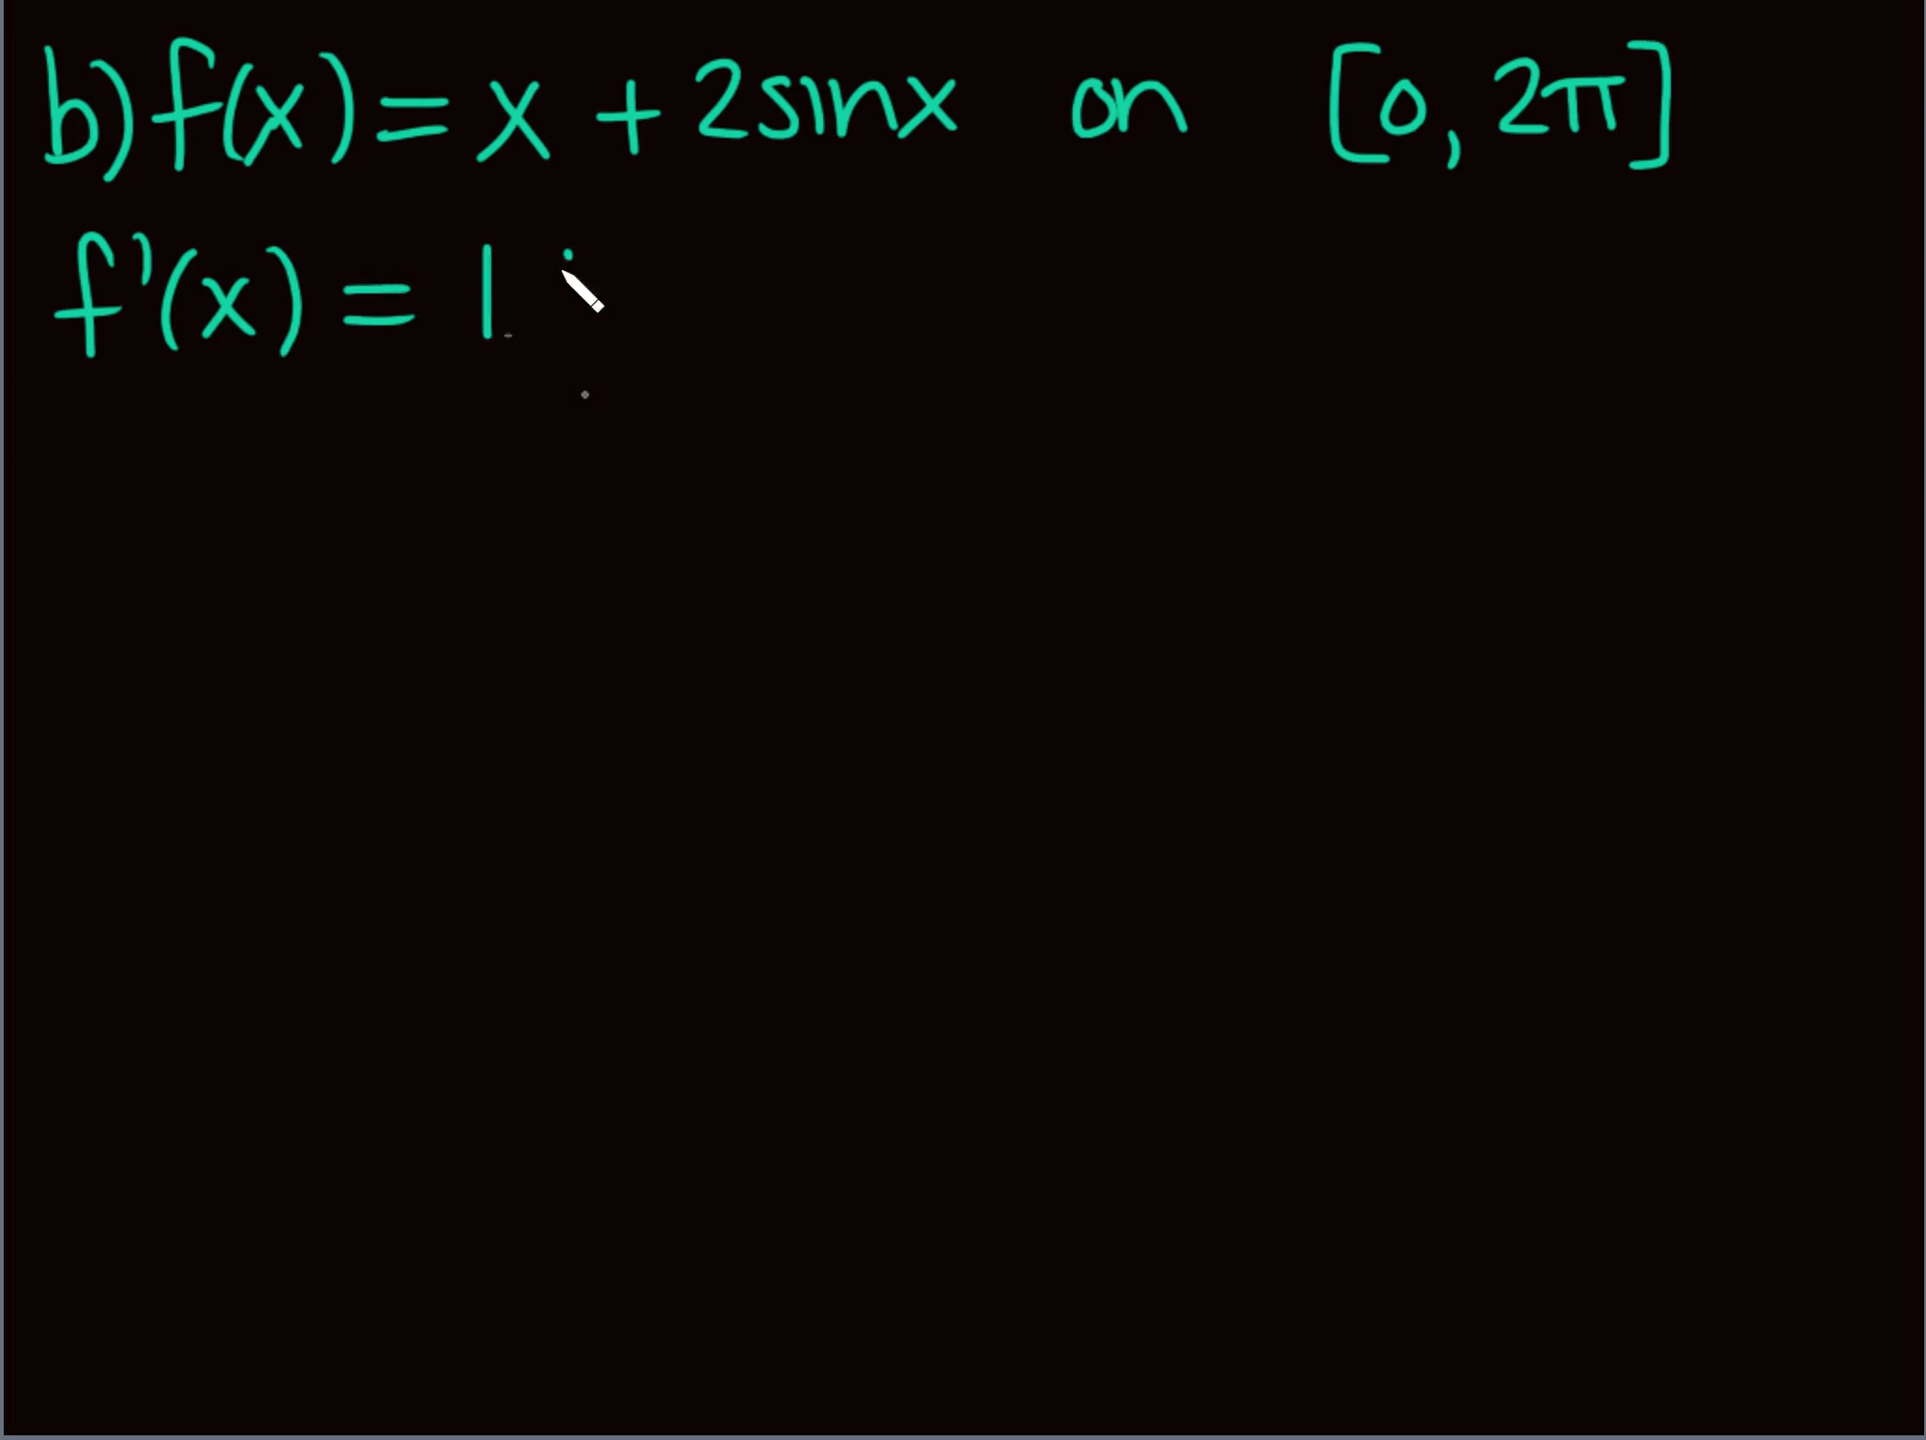 b) f(x) = x + 2sinx on [0, 2π]
f'(x) = 1